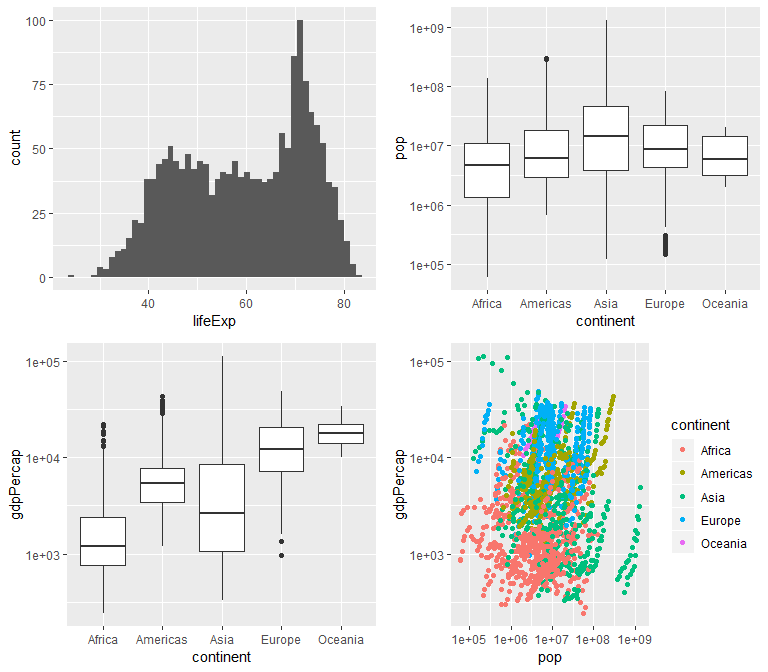 100
75
50
25
0
count
40 60 80
lifeExp
1e+09
1e+08
1e+07
1e+06
1e+05
pop
Africa Americas Asia Europe Oceania
continent
1e+05
1e+04
1e+03
gdpPercap
Africa Americas Asia Europe Oceania
continent
1e+05
1e+04
1e+03
gdpPercap
1e+05 1e+06 1e+07 1e+08 1e+09
pop
continent
Africa
Americas
Asia
Europe
Oceania